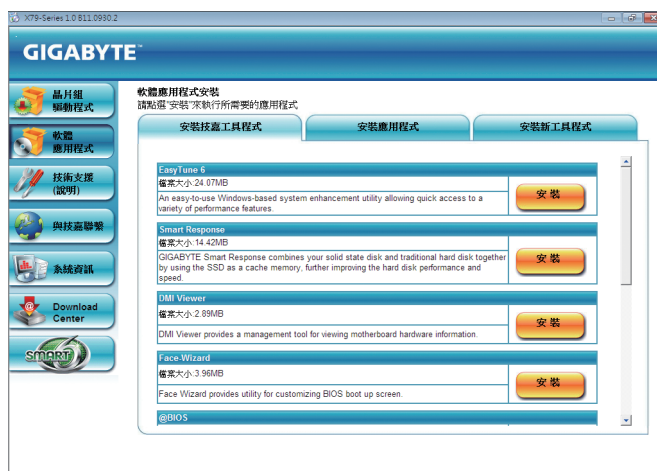 X79-Series 1.0 B11.0930.2
GIGABYTE™
晶片組
驅動程式
軟體
應用程式
技術支援
(說明)
與技嘉聯繫
系統資訊
Download
Center
SMART6
軟體應用程式安裝
請點選"安裝"來執行所需要的應用程式
安裝技嘉工具程式
安裝應用程式
安裝新工具程式
EasyTune 6
檔案大小:24.07MB
An easy-to-use Windows-based system enhancement utility allowing quick access to a
variety of performance features.
安裝
Smart Response
檔案大小:14.42MB
GIGABYTE Smart Response combines your solid state disk and traditional hard disk together
by using the SSD as a cache memory, further improving the hard disk performance and
speed.
安裝
DMI Viewer
檔案大小:2.89MB
DMI Viewer provides a management tool for viewing motherboard hardware information.
安裝
Face-Wizard
檔案大小:3.96MB
Face Wizard provides utility for customizing BIOS boot up screen.
安裝
@BIOS